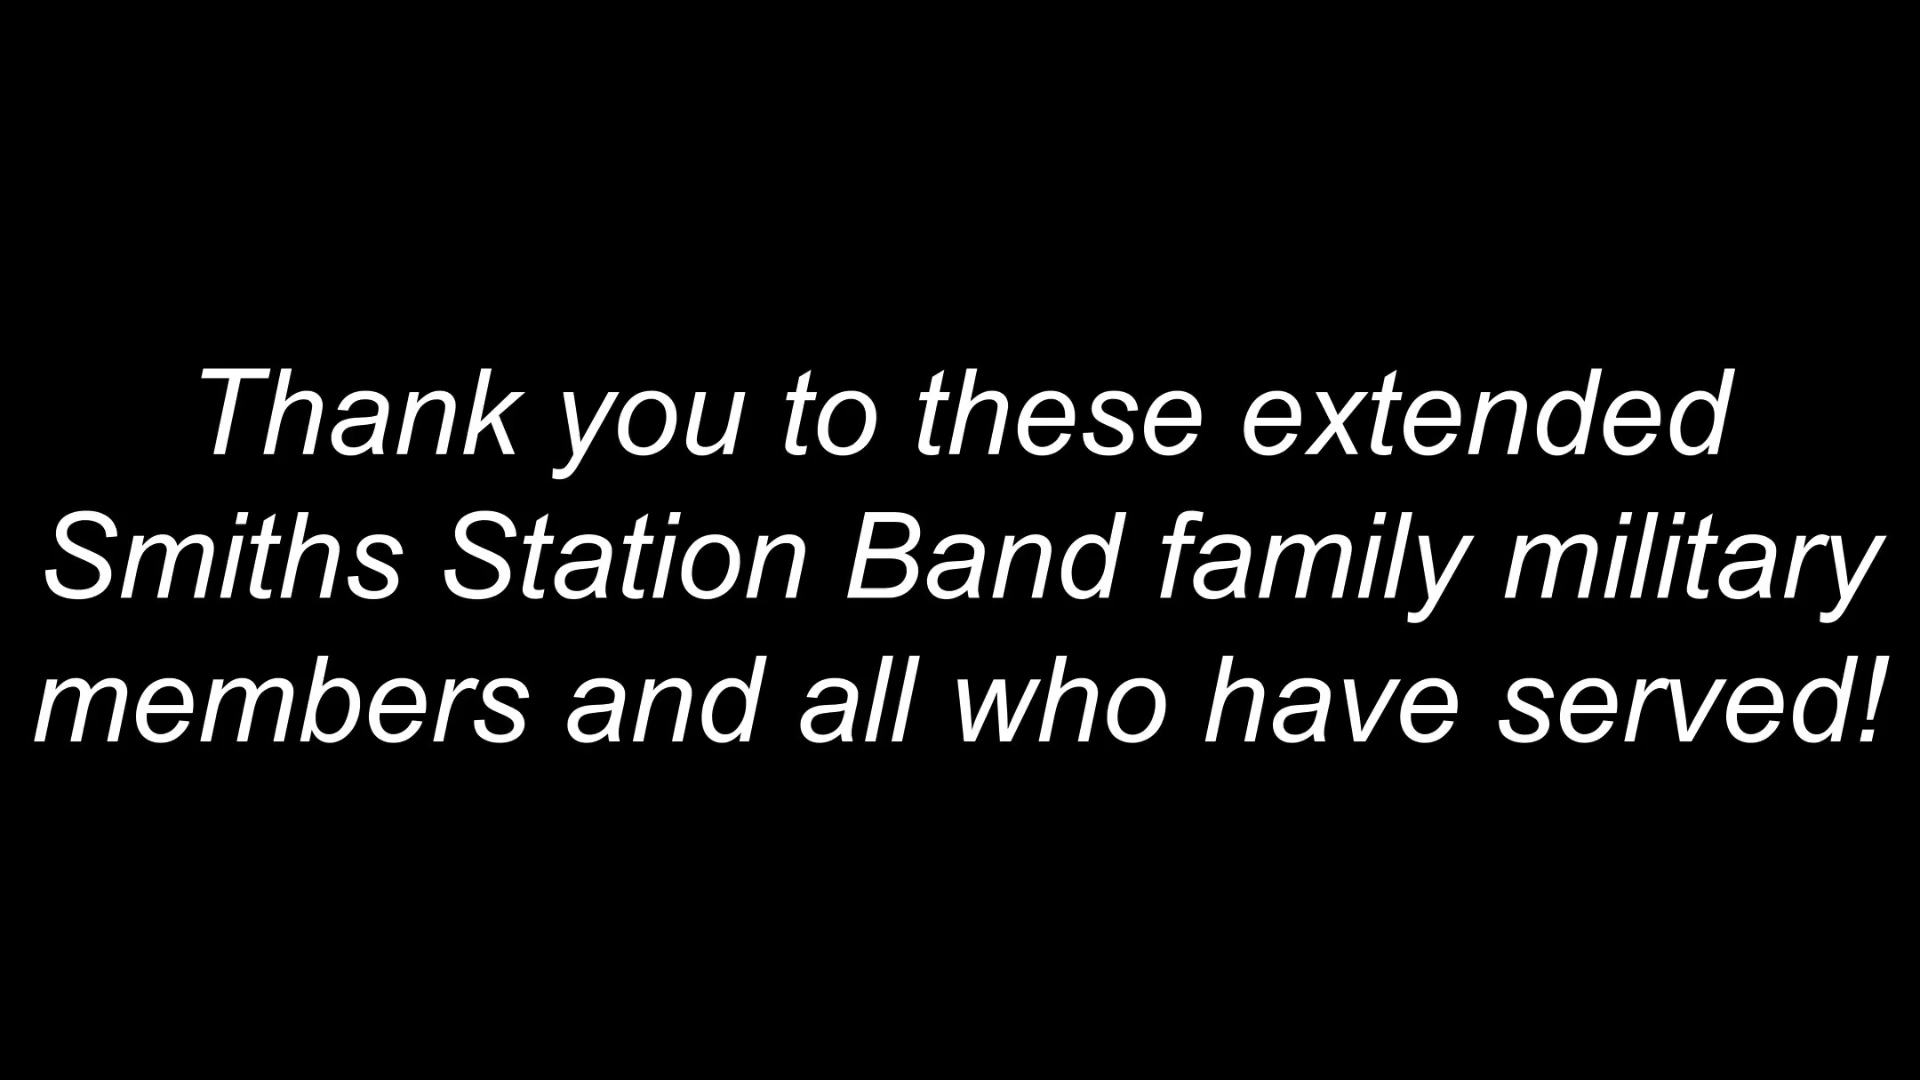 Thank you to these extended
Smiths Station Band family military
members and all who have served!